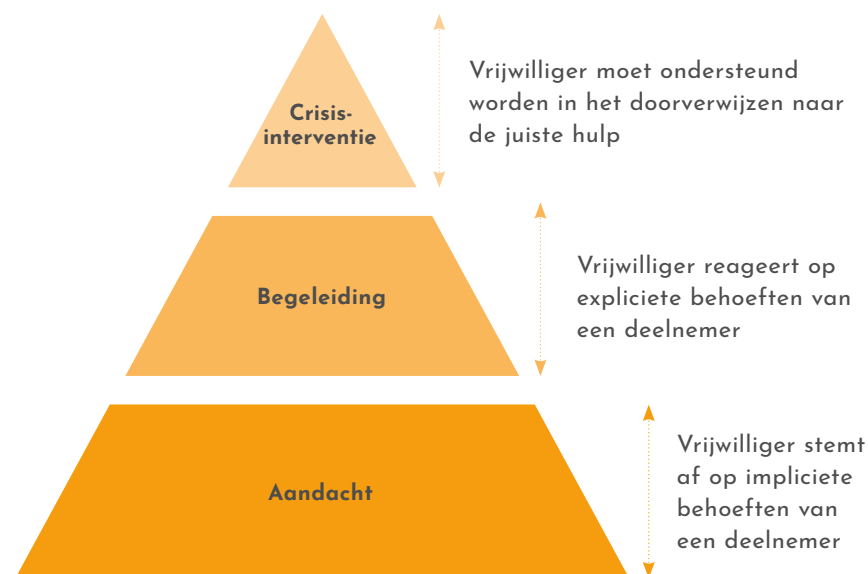 Crisis-
interventie
Vrijwilliger moet ondersteund
worden in het doorverwijzen naar
de juiste hulp
Begeleiding
Vrijwilliger reageert op
expliciete behoeften van
een deelnemer
Aandacht
Vrijwilliger stemt
af op impliciete
behoeften van
een deelnemer